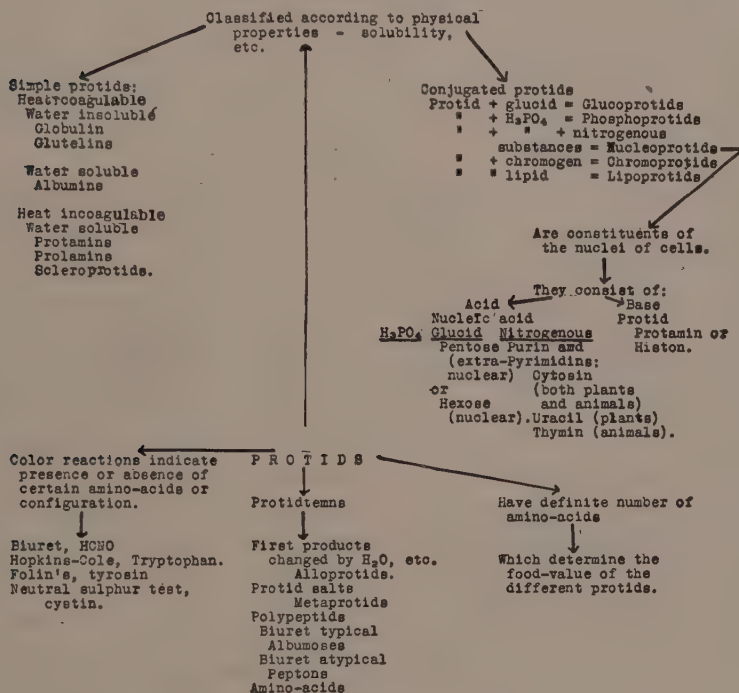 Classified according to physical
properties - solubility,
etc.
Simple protids:
Heat coagulable
Water insoluble
Globulin
Glutelins
Water soluble
Albumins
Heat incoagulable
Water soluble
Protamins
Prolamins
Scleroprotids.
Conjugated protids
Protid + glucid = Glucoprotids
" + H₃PO₄ = Phosphoprotids
" + " + nitrogenous
substances = Nucleoprotids
" + chromogen = Chromoprotids
" " lipid = Lipoprotids
Are constituents of
the nuclei of cells.
They consist of:
Acid
Nucleic acid
H₃PO₄ Glucid Nitrogenous
Pentose Purin and
(extra- Pyrimidins:
nuclear) Cytosin
or (both plants
Hexose and animals)
(nuclear). Uracil (plants)
Thymin (animals).
Base
Protid
Protamin or
Histon.
PROTIDS
Color reactions indicate
presence or absence of
certain amino-acids or
configuration.
Biuret, HCNO
Hopkins-Cole, Tryptophan.
Folin's, tyrosin
Neutral sulphur test,
cystin.
Protidtemns
First products
changed by H₂O, etc.
Alloprotids.
Protid salts
Metaprotids
Polypeptids
Biuret typical
Albumoses
Biuret atypical
Peptons
Amino-acids
Have definite number of
amino-acids
Which determine the
food-value of the
different protids.